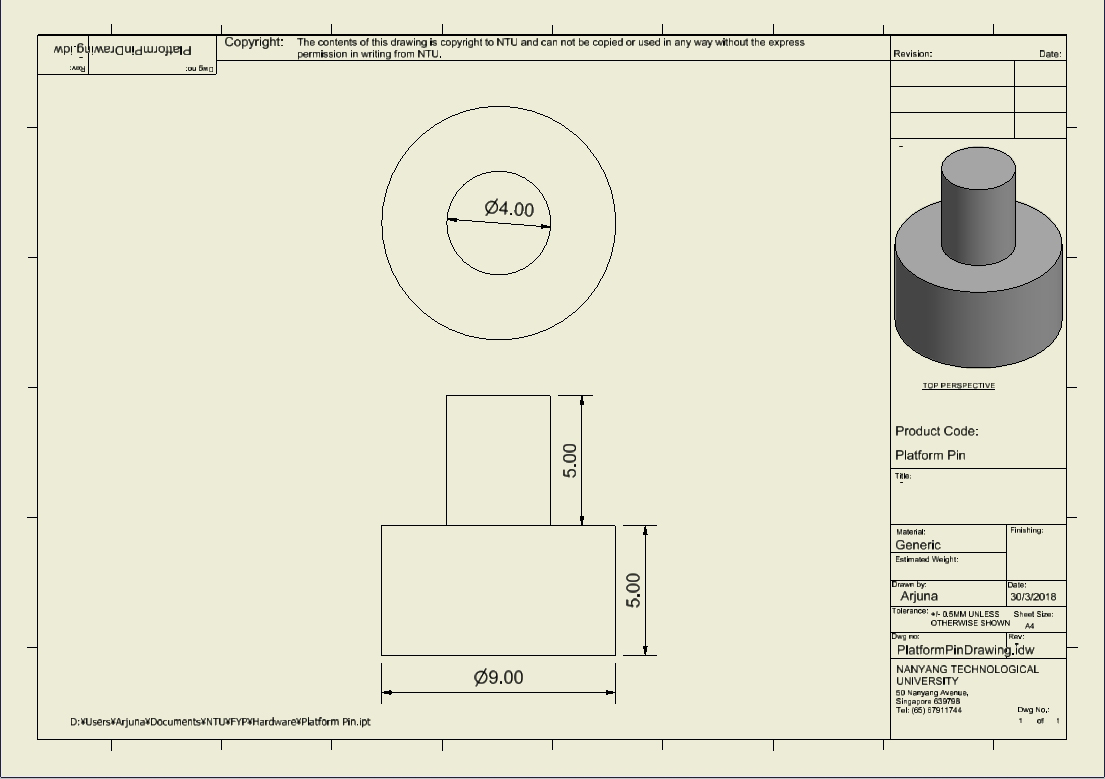 PlatformPinDrawing.idw
Dwg no:
Rev:
Copyright: The contents of this drawing is copyright to NTU and can not be copied or used in any way without the express
permission in writing from NTU.
Revision: Date:
Ø4.00
TOP PERSPECTIVE
5.00
Product Code:
Platform Pin
Title:
-
5.00
Material:
Generic
Finishing:
Estimated Weight:
Drawn by:
Arjuna
Date:
30/3/2018
Tolerance: +/- 0.5MM UNLESS
OTHERWISE SHOWN
Sheet Size:
A4
Dwg no:
PlatformPinDrawing.idw
Rev:
-
Ø9.00
NANYANG TECHNOLOGICAL
UNIVERSITY
50 Nanyang Avenue,
Singapore 639798
Tel: (65) 67911744
Dwg No,:
1 of 1
D:¥Users¥Arjuna¥Documents¥NTU¥FYP¥Hardware¥Platform Pin.ipt